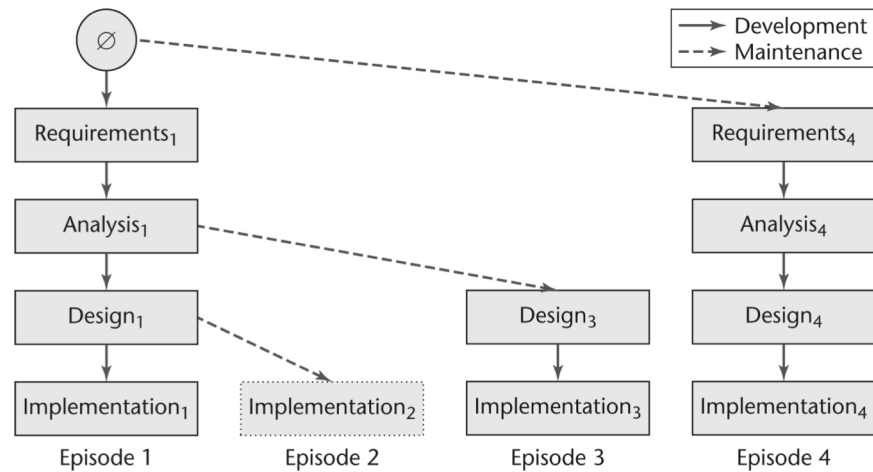 ∅
Development
Maintenance
Requirements₁
Requirements₄
Analysis₁
Analysis₄
Design₁
Design₃
Design₄
Implementation₁
Implementation₂
Implementation₃
Implementation₄
Episode 1
Episode 2
Episode 3
Episode 4